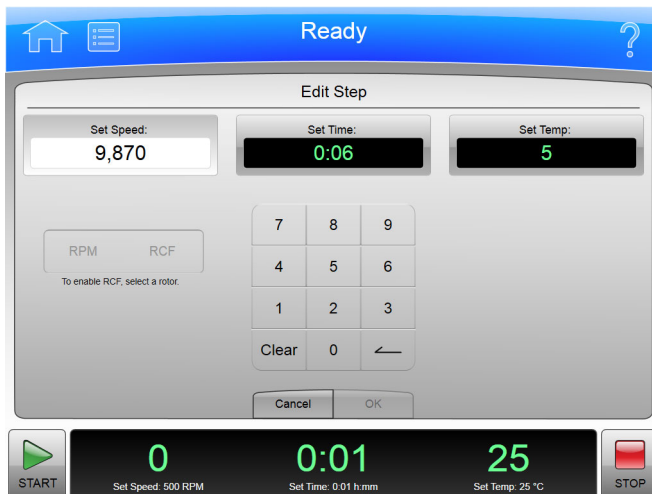 Ready
Edit Step
Set Speed:
9,870
Set Time:
0:06
Set Temp:
5
RPM RCF
To enable RCF, select a rotor.
7 8 9
4 5 6
1 2 3
Clear 0
Cancel OK
START
0
Set Speed: 500 RPM
0:01
Set Time: 0:01 h:mm
25
Set Temp: 25 °C
STOP